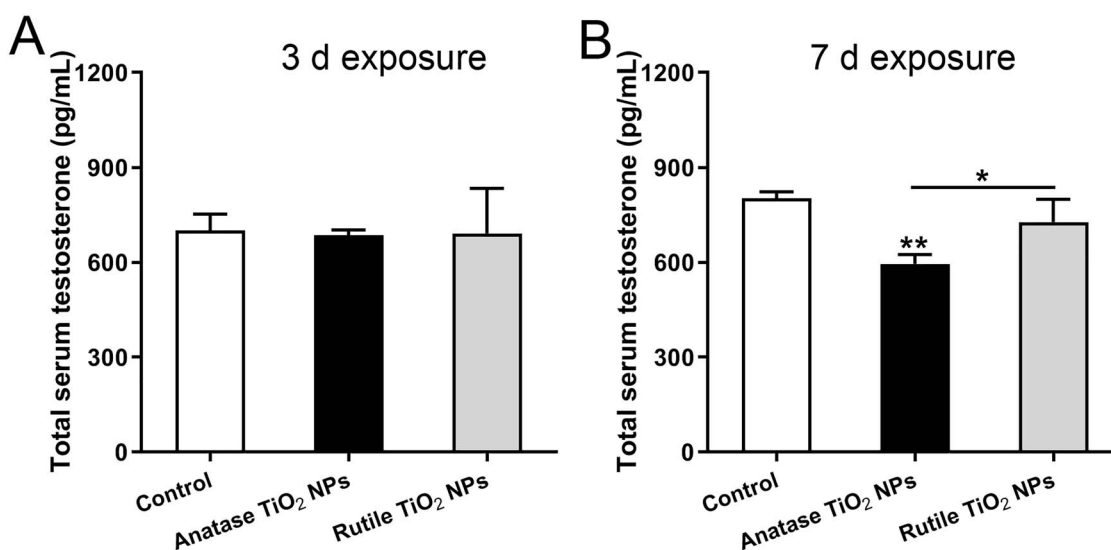 A
3 d exposure
Total serum testosterone (pg/mL)
1200
900
600
300
0
Control
Anatase TiO₂ NPs
Rutile TiO₂ NPs
B
7 d exposure
Total serum testosterone (pg/mL)
1200
900
600
300
0
*
**
Control
Anatase TiO₂ NPs
Rutile TiO₂ NPs